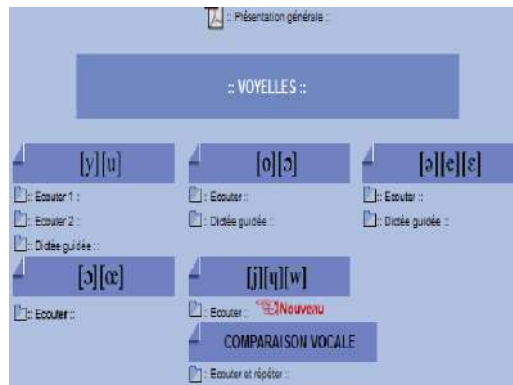 :: Présentation générale ::
:: VOYELLES ::
[y][u]
:: Ecouter 1 ::
:: Ecouter 2 ::
:: Dictée guidée ::
[o][ɔ]
:: Ecouter ::
:: Dictée guidée ::
[ə][e][ɛ]
:: Ecouter ::
:: Dictée guidée ::
[ɔ][œ]
:: Ecouter ::
[j][ɥ][w]
:: Ecouter :: Nouveau
COMPARAISON VOCALE
:: Ecouter et répéter ::